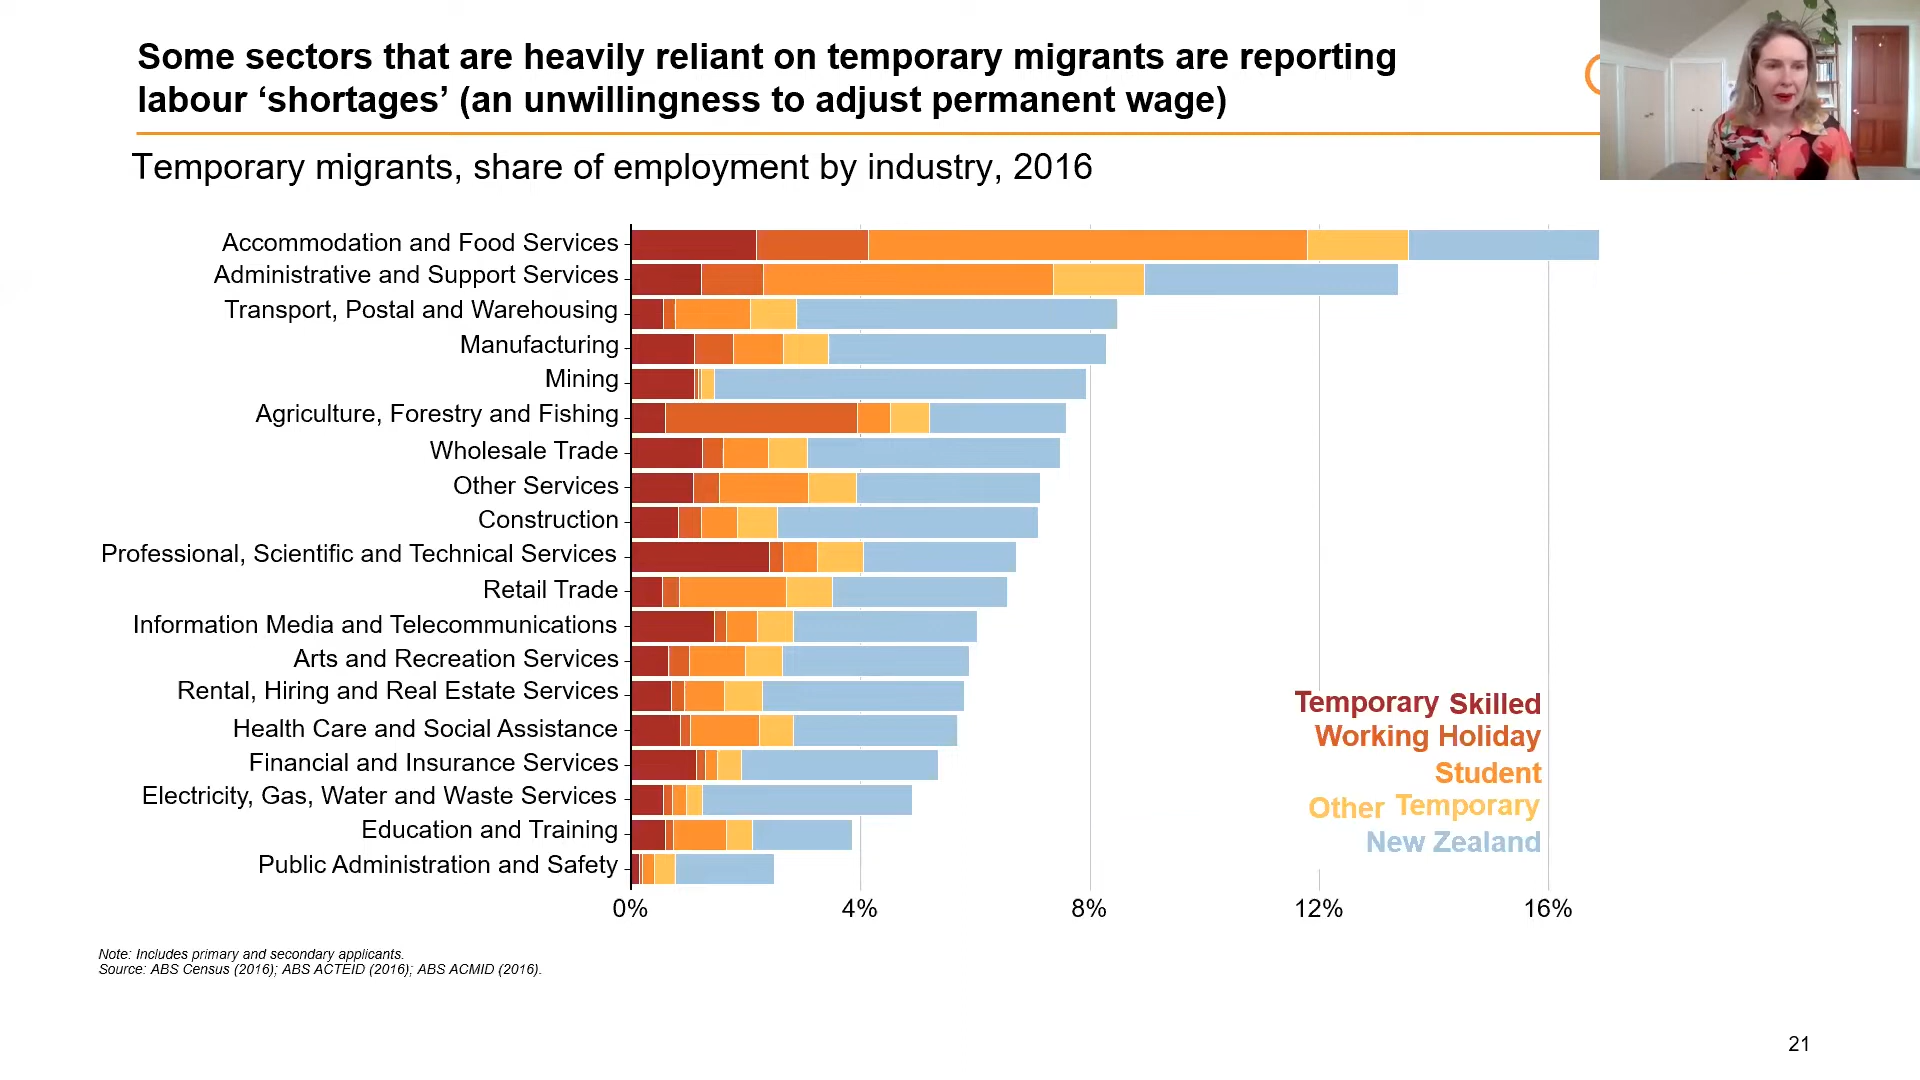 Some sectors that are heavily reliant on temporary migrants are reporting
labour ‘shortages’ (an unwillingness to adjust permanent wage)
Temporary migrants, share of employment by industry, 2016
Accommodation and Food Services
Administrative and Support Services
Transport, Postal and Warehousing
Manufacturing
Mining
Agriculture, Forestry and Fishing
Wholesale Trade
Other Services
Construction
Professional, Scientific and Technical Services
Retail Trade
Information Media and Telecommunications
Arts and Recreation Services
Rental, Hiring and Real Estate Services
Health Care and Social Assistance
Financial and Insurance Services
Electricity, Gas, Water and Waste Services
Education and Training
Public Administration and Safety
Temporary Skilled
Working Holiday
Student
Other Temporary
New Zealand
0% 4% 8% 12% 16%
Note: Includes primary and secondary applicants.
Source: ABS Census (2016); ABS ACTEID (2016); ABS ACMID (2016).
21